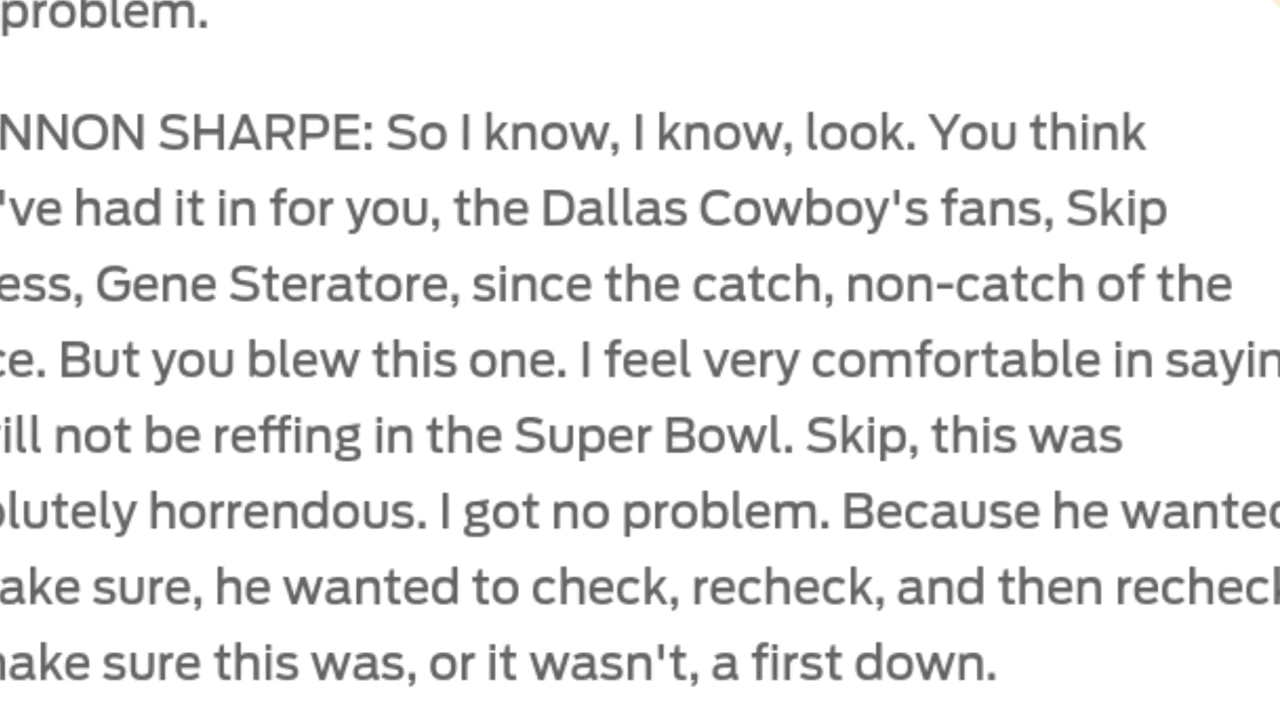 problem.
NNON SHARPE: So I know, I know, look. You think
've had it in for you, the Dallas Cowboy's fans, Skip
ess, Gene Steratore, since the catch, non-catch of the
ce. But you blew this one. I feel very comfortable in sayin
ill not be reffing in the Super Bowl. Skip, this was
lutely horrendous. I got no problem. Because he wanted
ake sure, he wanted to check, recheck, and then recheck
ake sure this was, or it wasn't, a first down.